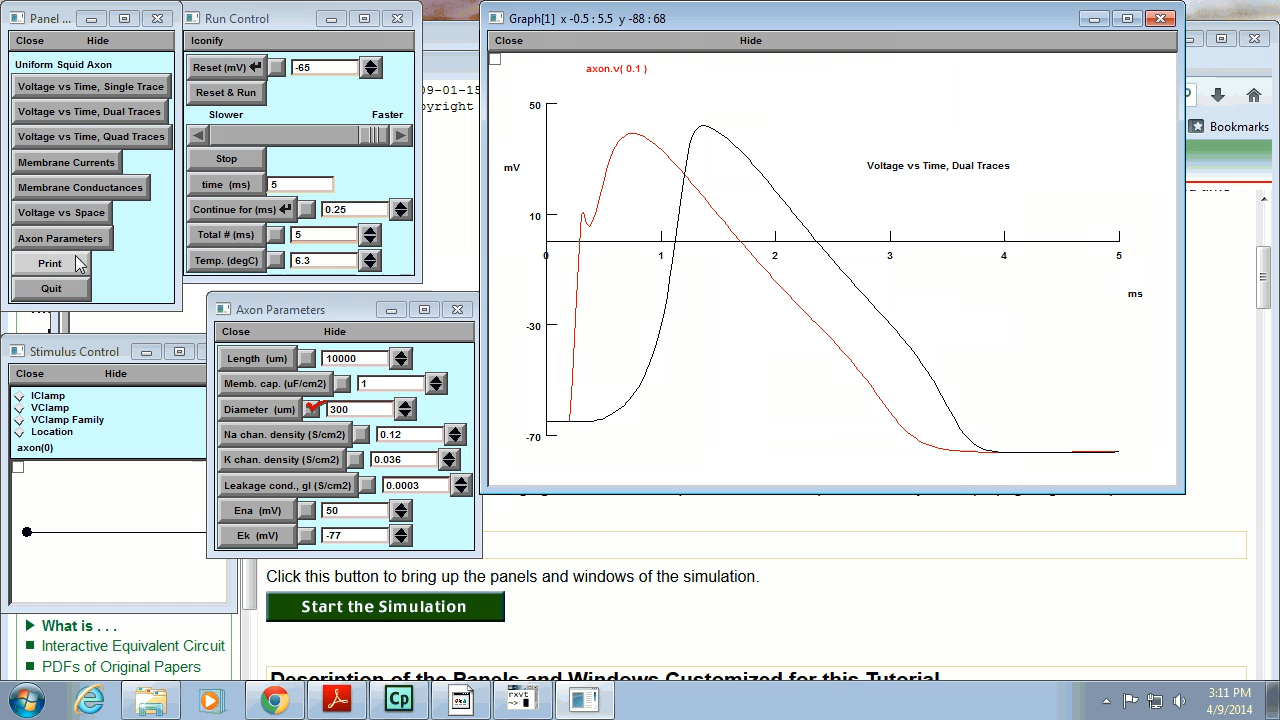 Panel ...
Close Hide
Uniform Squid Axon
Voltage vs Time, Single Trace
Voltage vs Time, Dual Traces
Voltage vs Time, Quad Traces
Membrane Currents
Membrane Conductances
Voltage vs Space
Axon Parameters
Print
Quit
Run Control
Iconify
Reset (mV) -65
Reset & Run
Slower Faster
Stop
time (ms) 5
Continue for (ms) 0.25
Total # (ms) 5
Temp. (degC) 6.3
Graph[1] x -0.5 : 5.5 y -88 : 68
Close Hide
axon.v( 0.1 )
50
mV
Voltage vs Time, Dual Traces
10
0 1 2 3 4 5
ms
-30
-70
09-01-15
opyright
Bookmarks
Stimulus Control
Close Hide
IClamp
VClamp
VClamp Family
Location
axon(0)
Axon Parameters
Close Hide
Length (um) 10000
Memb. cap. (uF/cm2) 1
Diameter (um) 300
Na chan. density (S/cm2) 0.12
K chan. density (S/cm2) 0.036
Leakage cond., gl (S/cm2) 0.0003
Ena (mV) 50
Ek (mV) -77
Click this button to bring up the panels and windows of the simulation.
Start the Simulation
What is . . .
Interactive Equivalent Circuit
PDFs of Original Papers
Description of the Panels and Windows Customized for this Tutorial
Cp
rxvt
~>
3:11 PM
4/9/2014